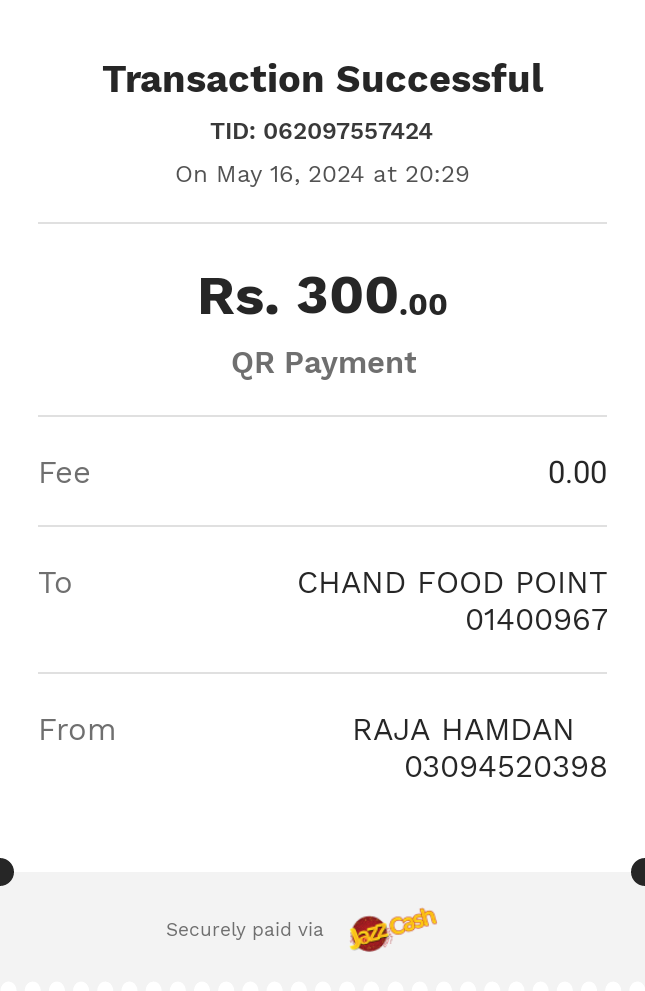 Transaction Successful
TID: 062097557424
On May 16, 2024 at 20:29
Rs. 300.00
QR Payment
Fee 0.00
To CHAND FOOD POINT
01400967
From RAJA HAMDAN
03094520398
Securely paid via JazzCash